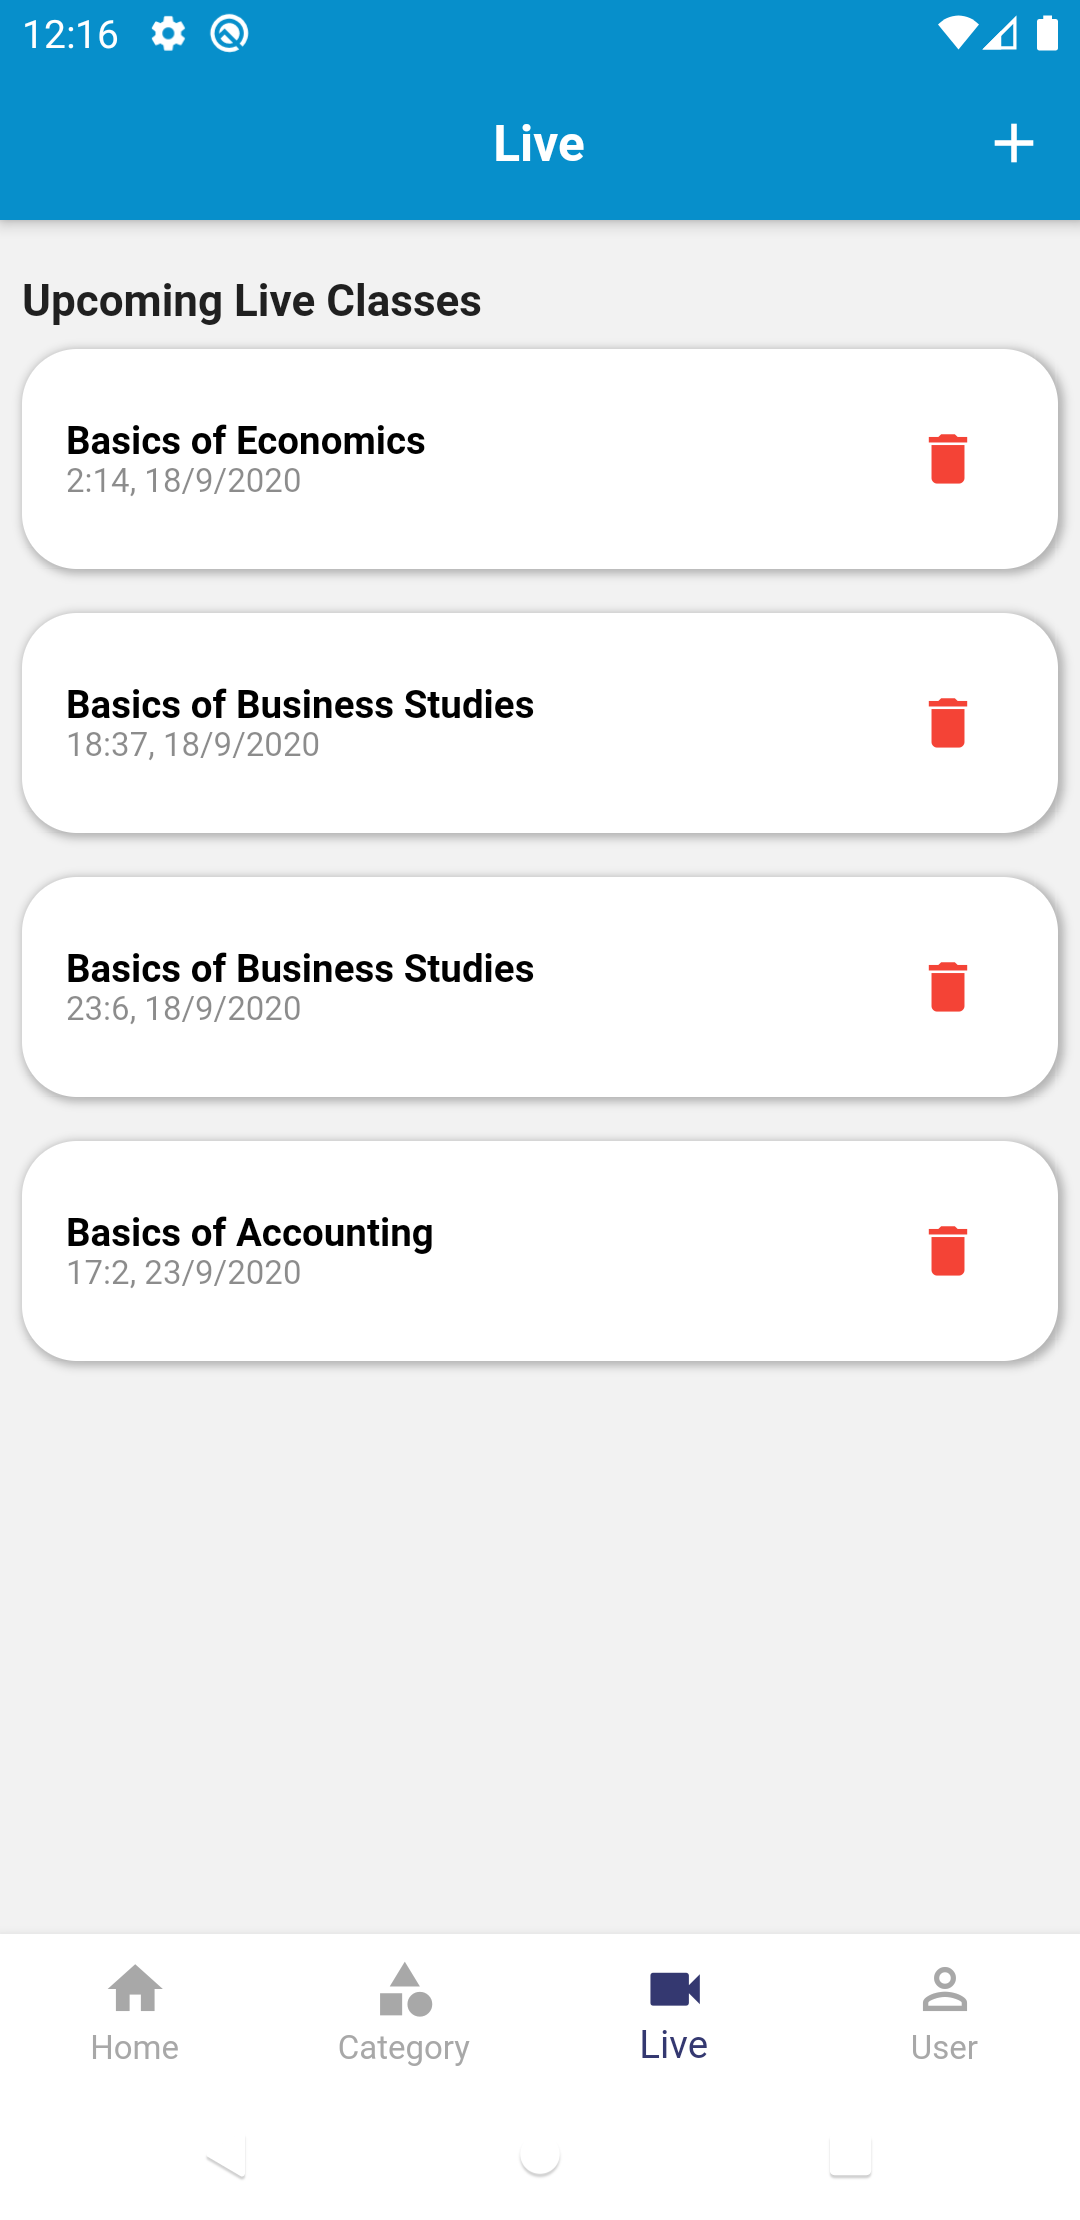 12:16
Live
Upcoming Live Classes
Basics of Economics
2:14, 18/9/2020
Basics of Business Studies
18:37, 18/9/2020
Basics of Business Studies
23:6, 18/9/2020
Basics of Accounting
17:2, 23/9/2020
Home
Category
Live
User